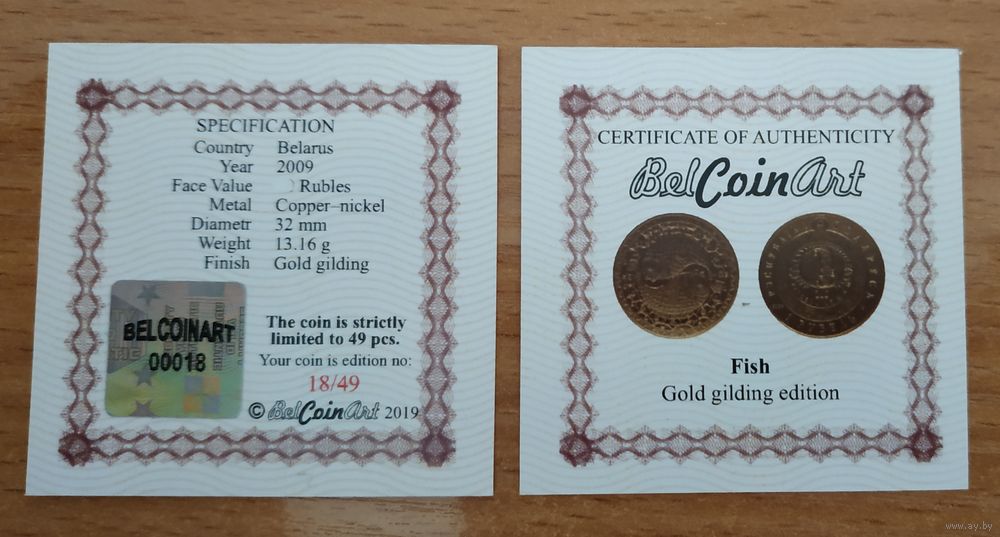 SPECIFICATION
Country Belarus
Year 2009
Face Value Rubles
Metal Copper–nickel
Diametr 32 mm
Weight 13.16 g
Finish Gold gilding
BELCOINART
00018
The coin is strictly
limited to 49 pcs.
Your coin is edition no:
18/49
© BelCoinArt 2019
CERTIFICATE OF AUTHENTICITY
BelCoinArt
Fish
Gold gilding edition
www.ay.by